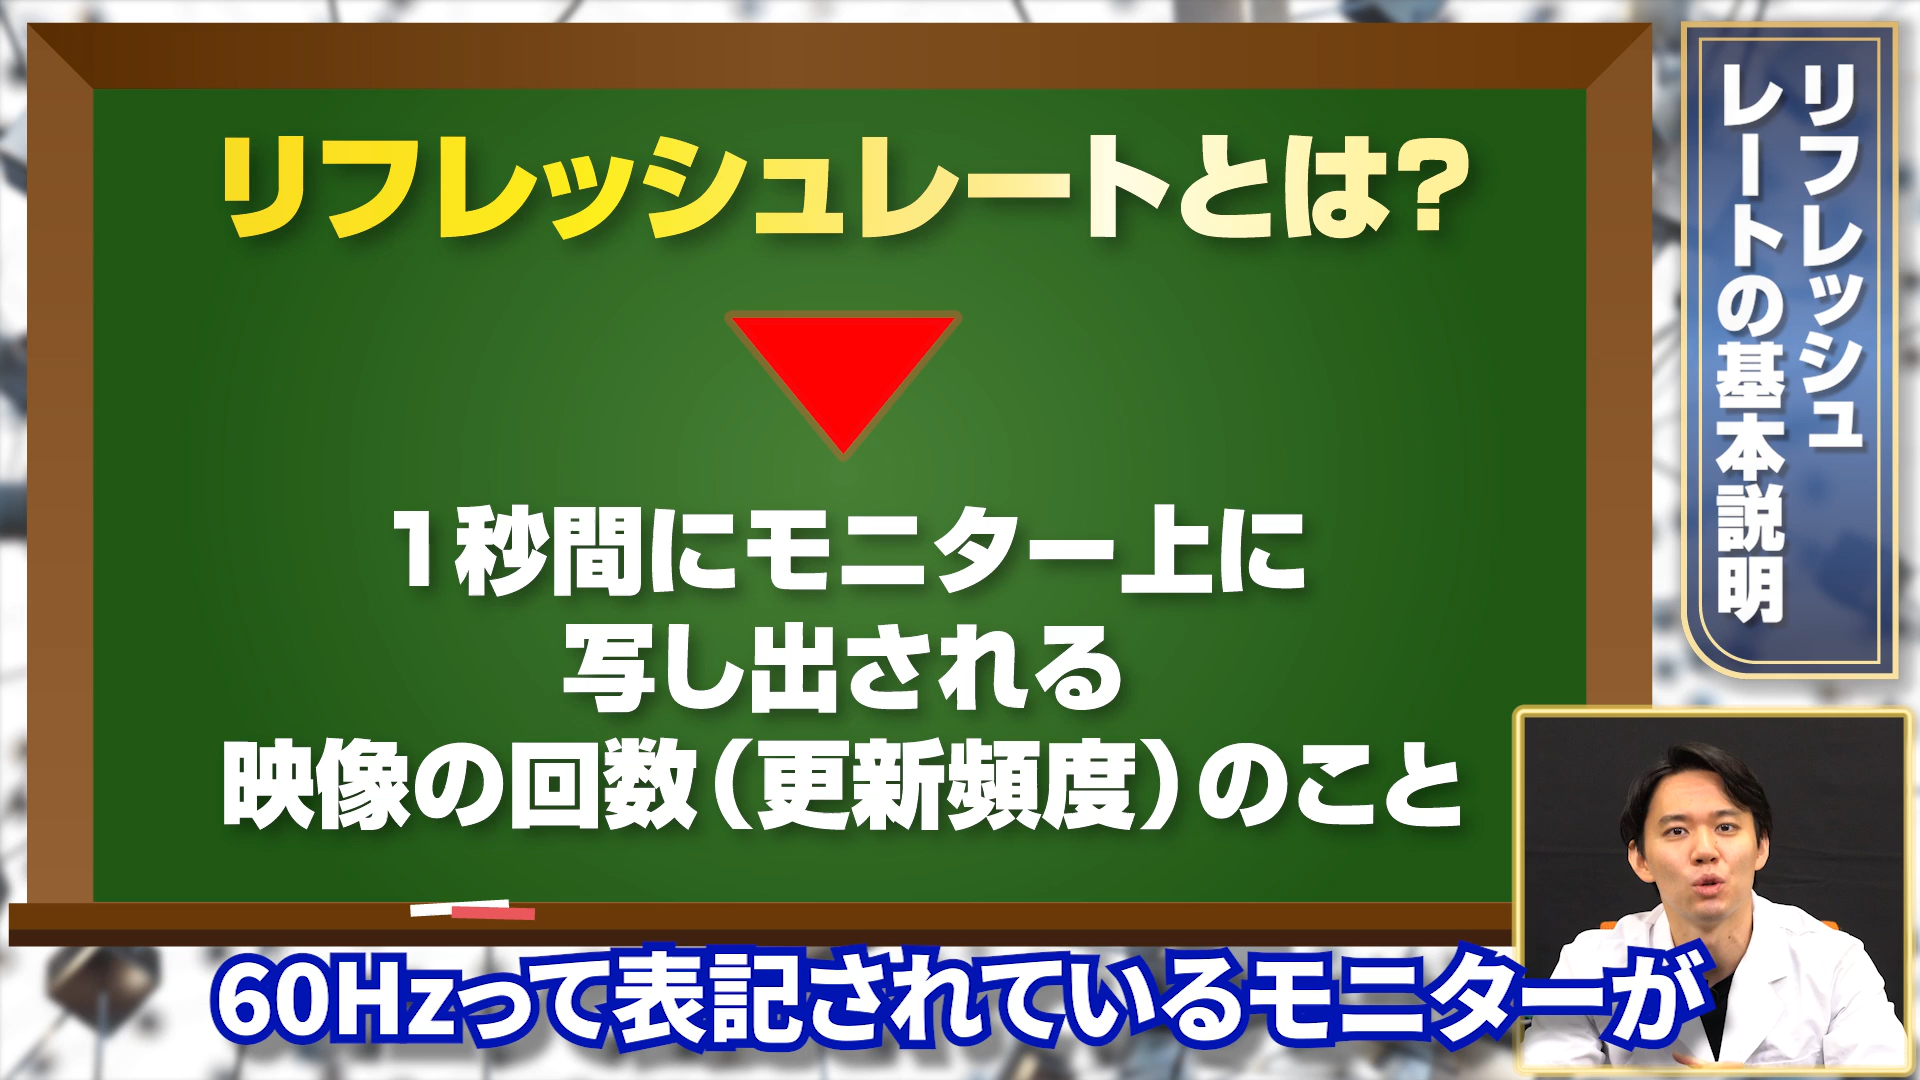 リフレッシュレートとは?
1秒間にモニター上に
写し出される
映像の回数(更新頻度)のこと
リフレッシュ
レートの基本説明
60Hzって表記されているモニターが